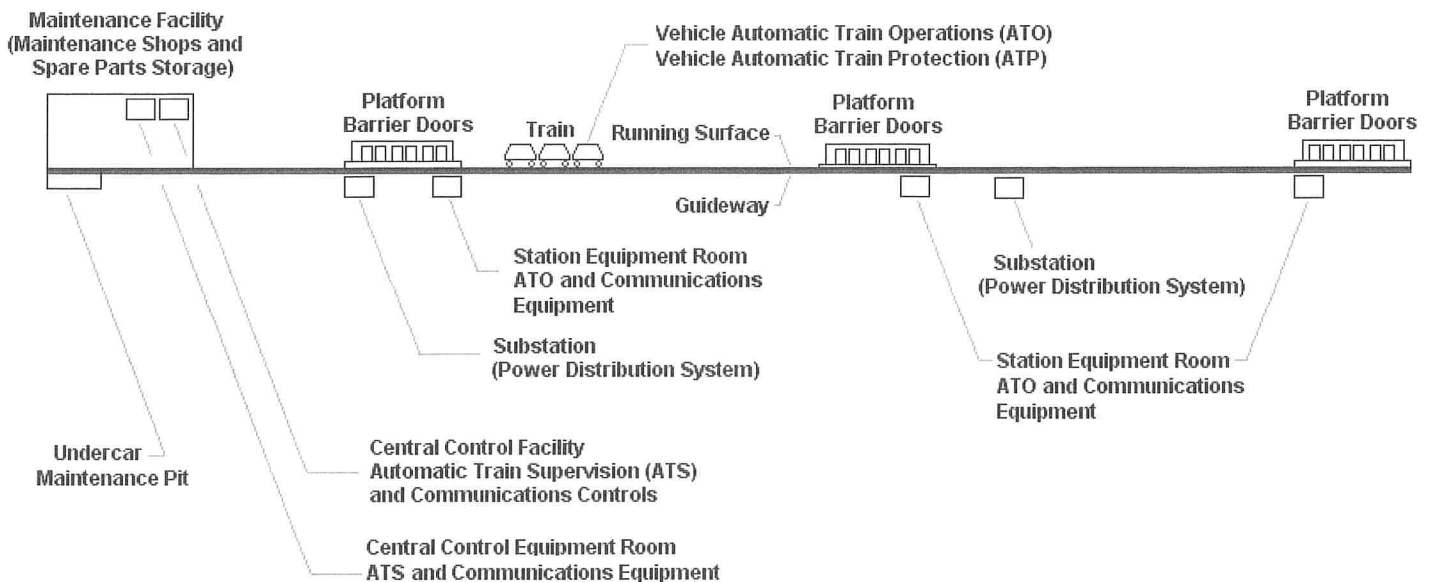 Maintenance Facility
(Maintenance Shops and
Spare Parts Storage)
Vehicle Automatic Train Operations (ATO)
Vehicle Automatic Train Protection (ATP)
Platform
Barrier Doors
Train
Running Surface
Platform
Barrier Doors
Platform
Barrier Doors
Guideway
Station Equipment Room
ATO and Communications
Equipment
Substation
(Power Distribution System)
Substation
(Power Distribution System)
Station Equipment Room
ATO and Communications
Equipment
Undercar
Maintenance Pit
Central Control Facility
Automatic Train Supervision (ATS)
and Communications Controls
Central Control Equipment Room
ATS and Communications Equipment